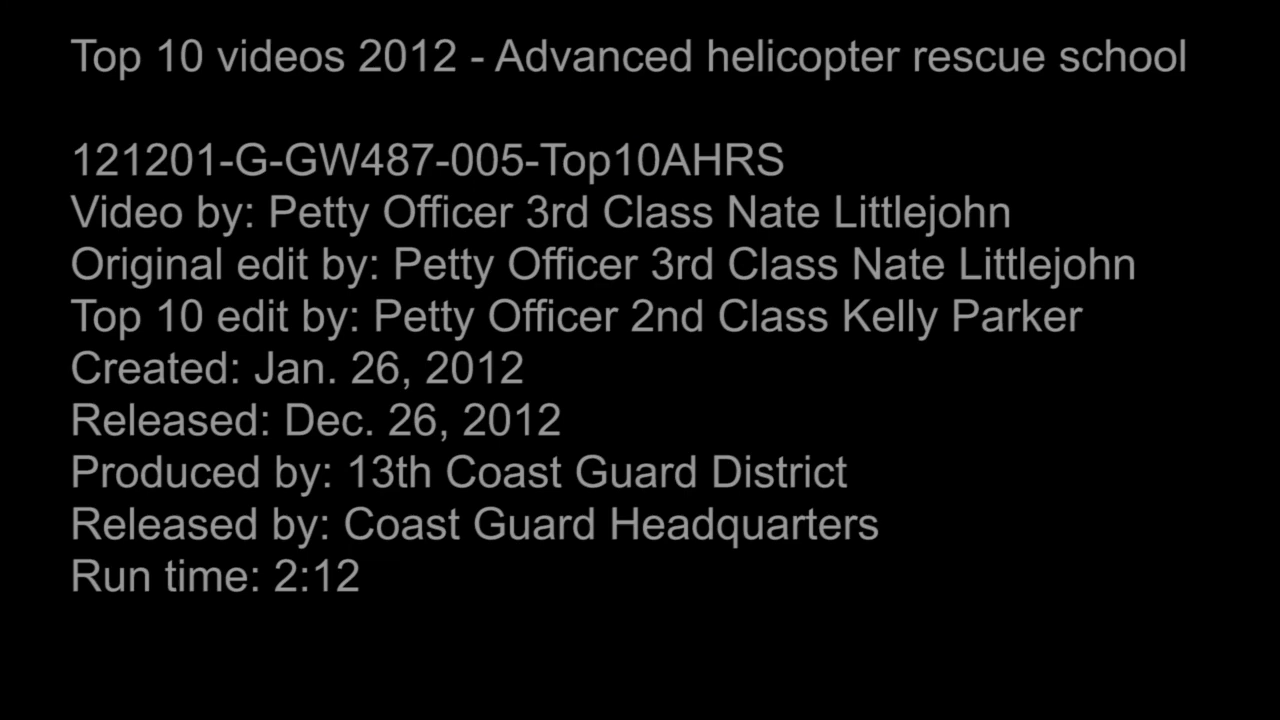 Top 10 videos 2012 - Advanced helicopter rescue school
121201-G-GW487-005-Top10AHRS
Video by: Petty Officer 3rd Class Nate Littlejohn
Original edit by: Petty Officer 3rd Class Nate Littlejohn
Top 10 edit by: Petty Officer 2nd Class Kelly Parker
Created: Jan. 26, 2012
Released: Dec. 26, 2012
Produced by: 13th Coast Guard District
Released by: Coast Guard Headquarters
Run time: 2:12